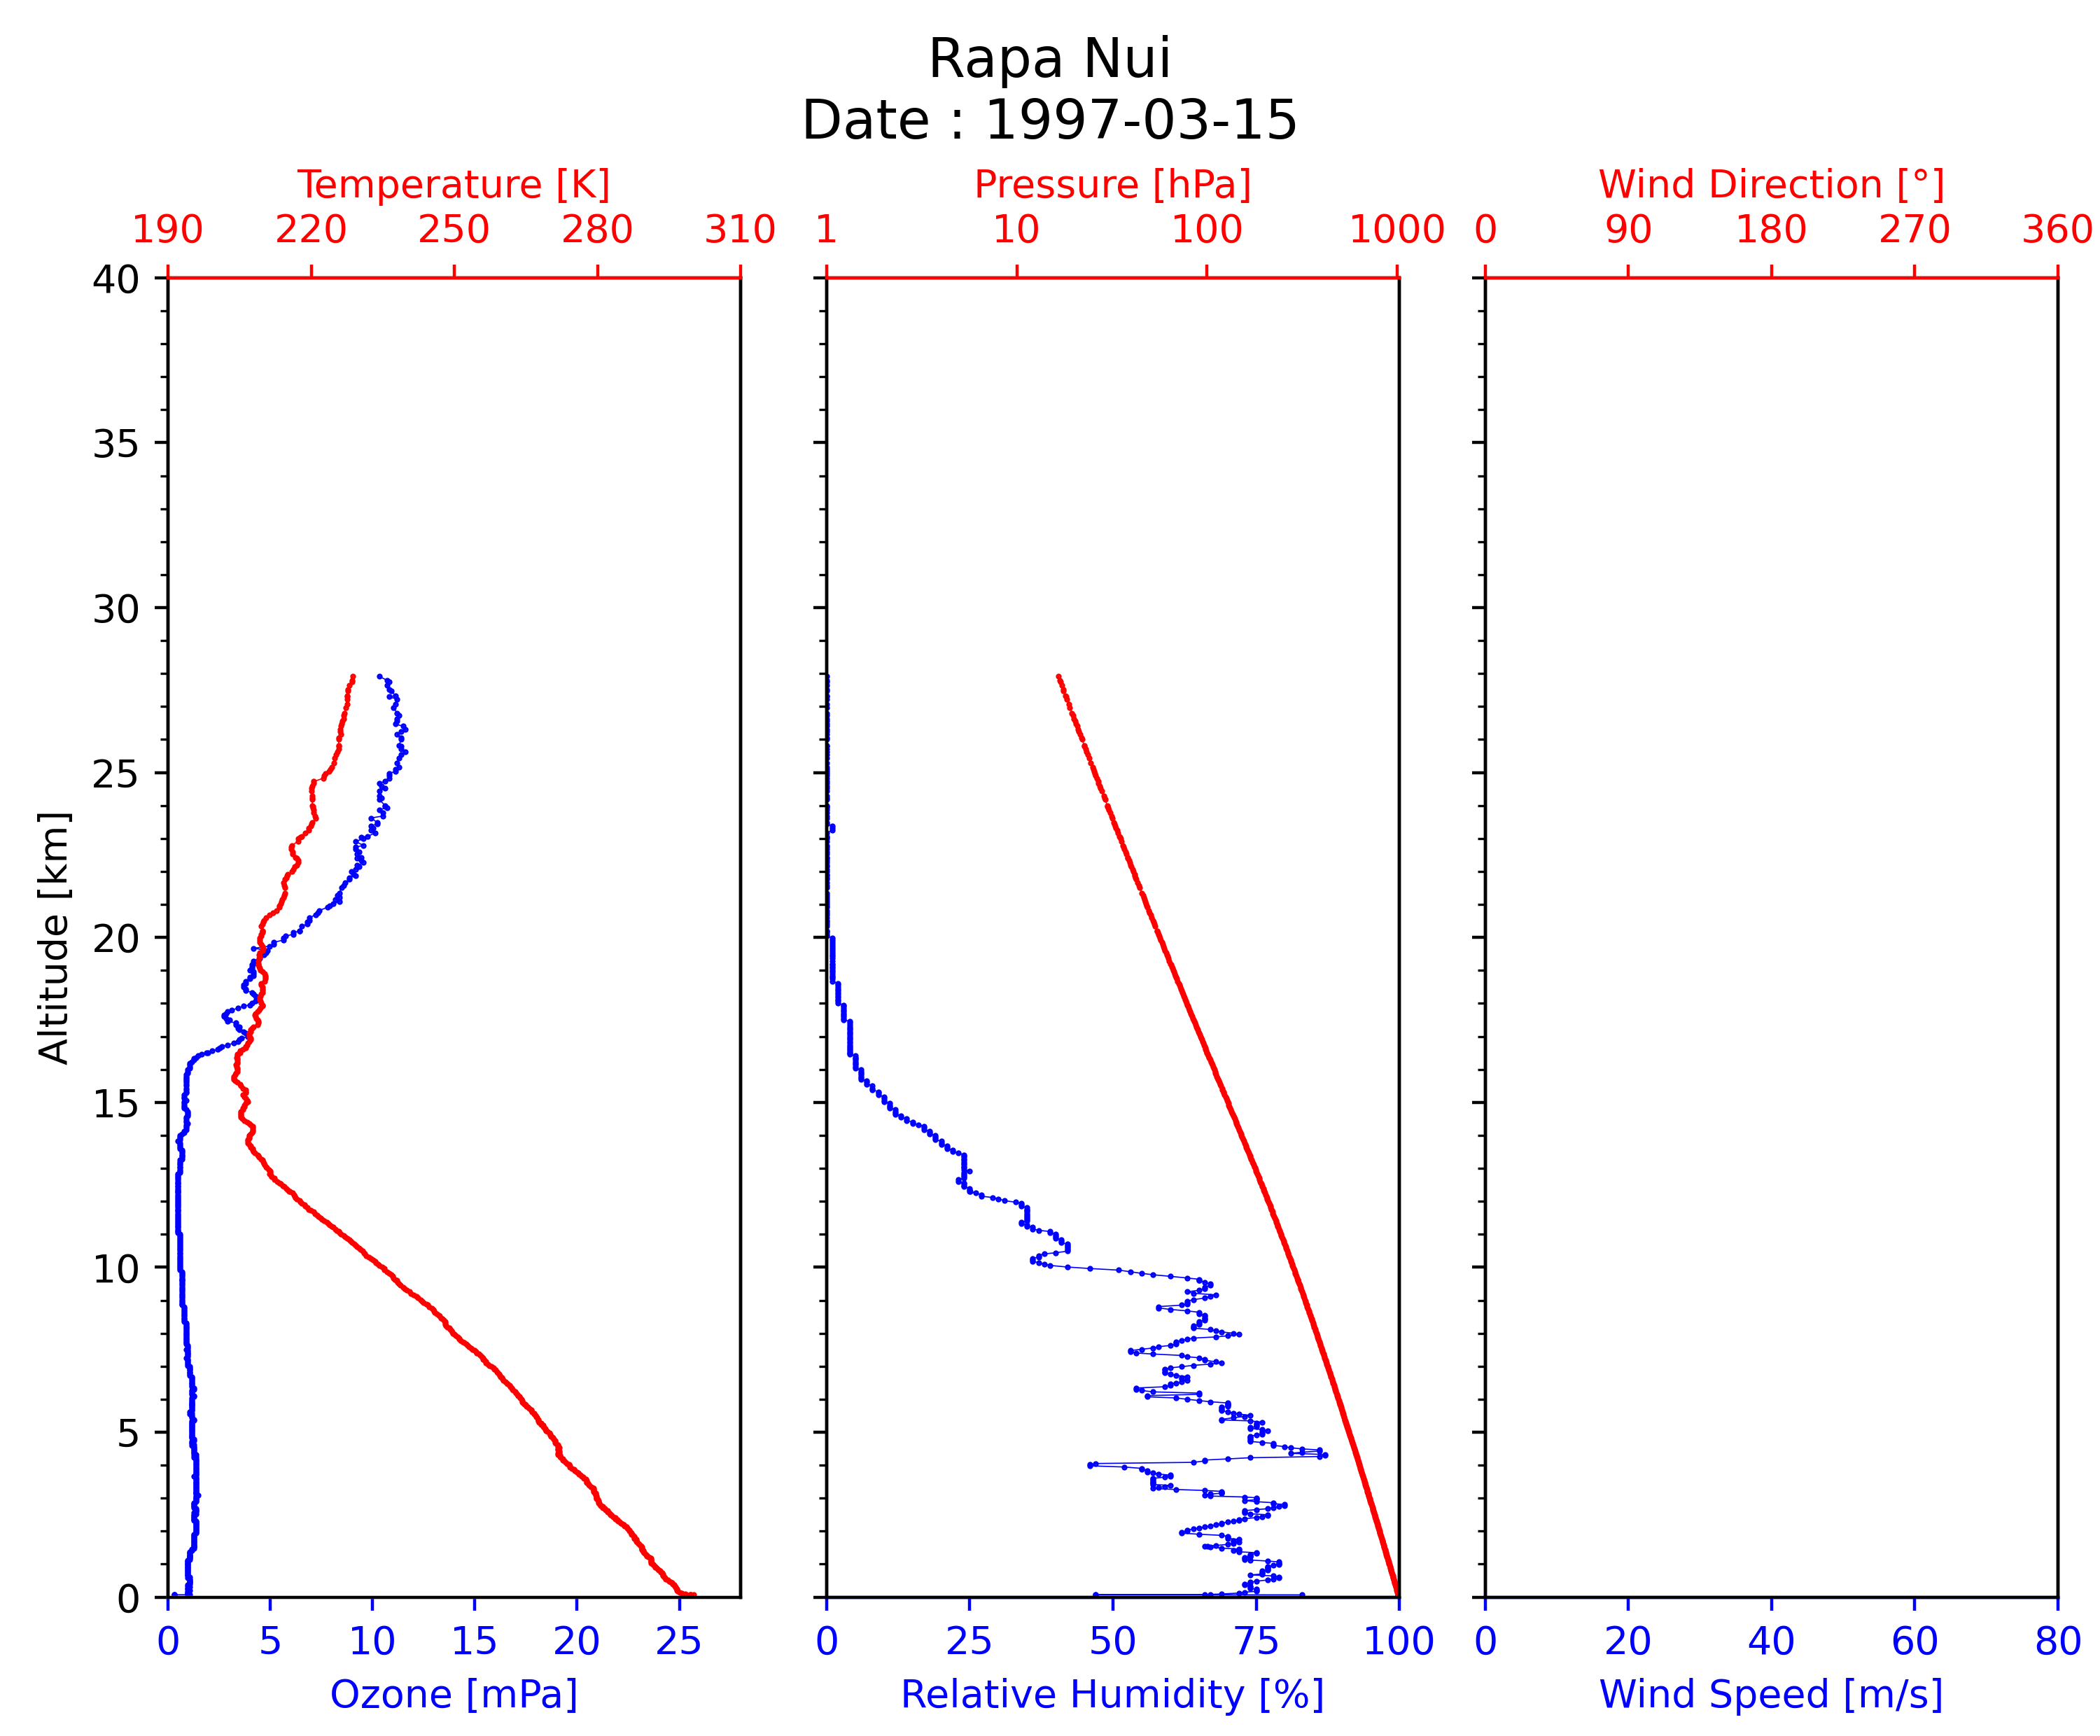 Rapa Nui
Date : 1997-03-15
Temperature [K]
190 220 250 280 310
Pressure [hPa]
1 10 100 1000
Wind Direction [°]
0 90 180 270 360
Altitude [km]
40
35
30
25
20
15
10
5
0
0 5 10 15 20 25
Ozone [mPa]
0 25 50 75 100
Relative Humidity [%]
0 20 40 60 80
Wind Speed [m/s]